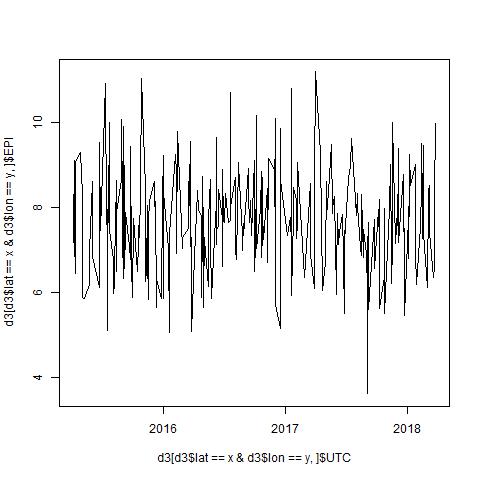 d3[d3$lat == x & d3$lon == y, ]$EPI
10
8
6
4
2016 2017 2018
d3[d3$lat == x & d3$lon == y, ]$UTC